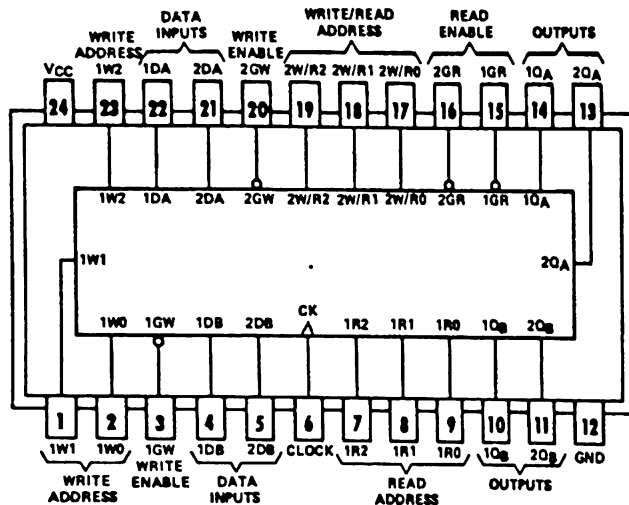 DATA INPUTS WRITE/READ ADDRESS READ ENABLE OUTPUTS
WRITE ADDRESS WRITE ENABLE
VCC 1W2 1DA 2DA 2GW 2W/R2 2W/R1 2W/R0 2GR 1GR 1QA 2QA
24 23 22 21 20 19 18 17 16 15 14 13
1W2 1DA 2DA 2GW 2W/R2 2W/R1 2W/R0 2GR 1GR 1QA
1W1 2QA
CK
1W0 1GW 1DB 2DB 1R2 1R1 1R0 1QB 2QB
1 2 3 4 5 6 7 8 9 10 11 12
1W1 1W0 1GW 1DB 2DB CLOCK 1R2 1R1 1R0 1QB 2QB GND
WRITE ADDRESS WRITE ENABLE DATA INPUTS READ ADDRESS OUTPUTS